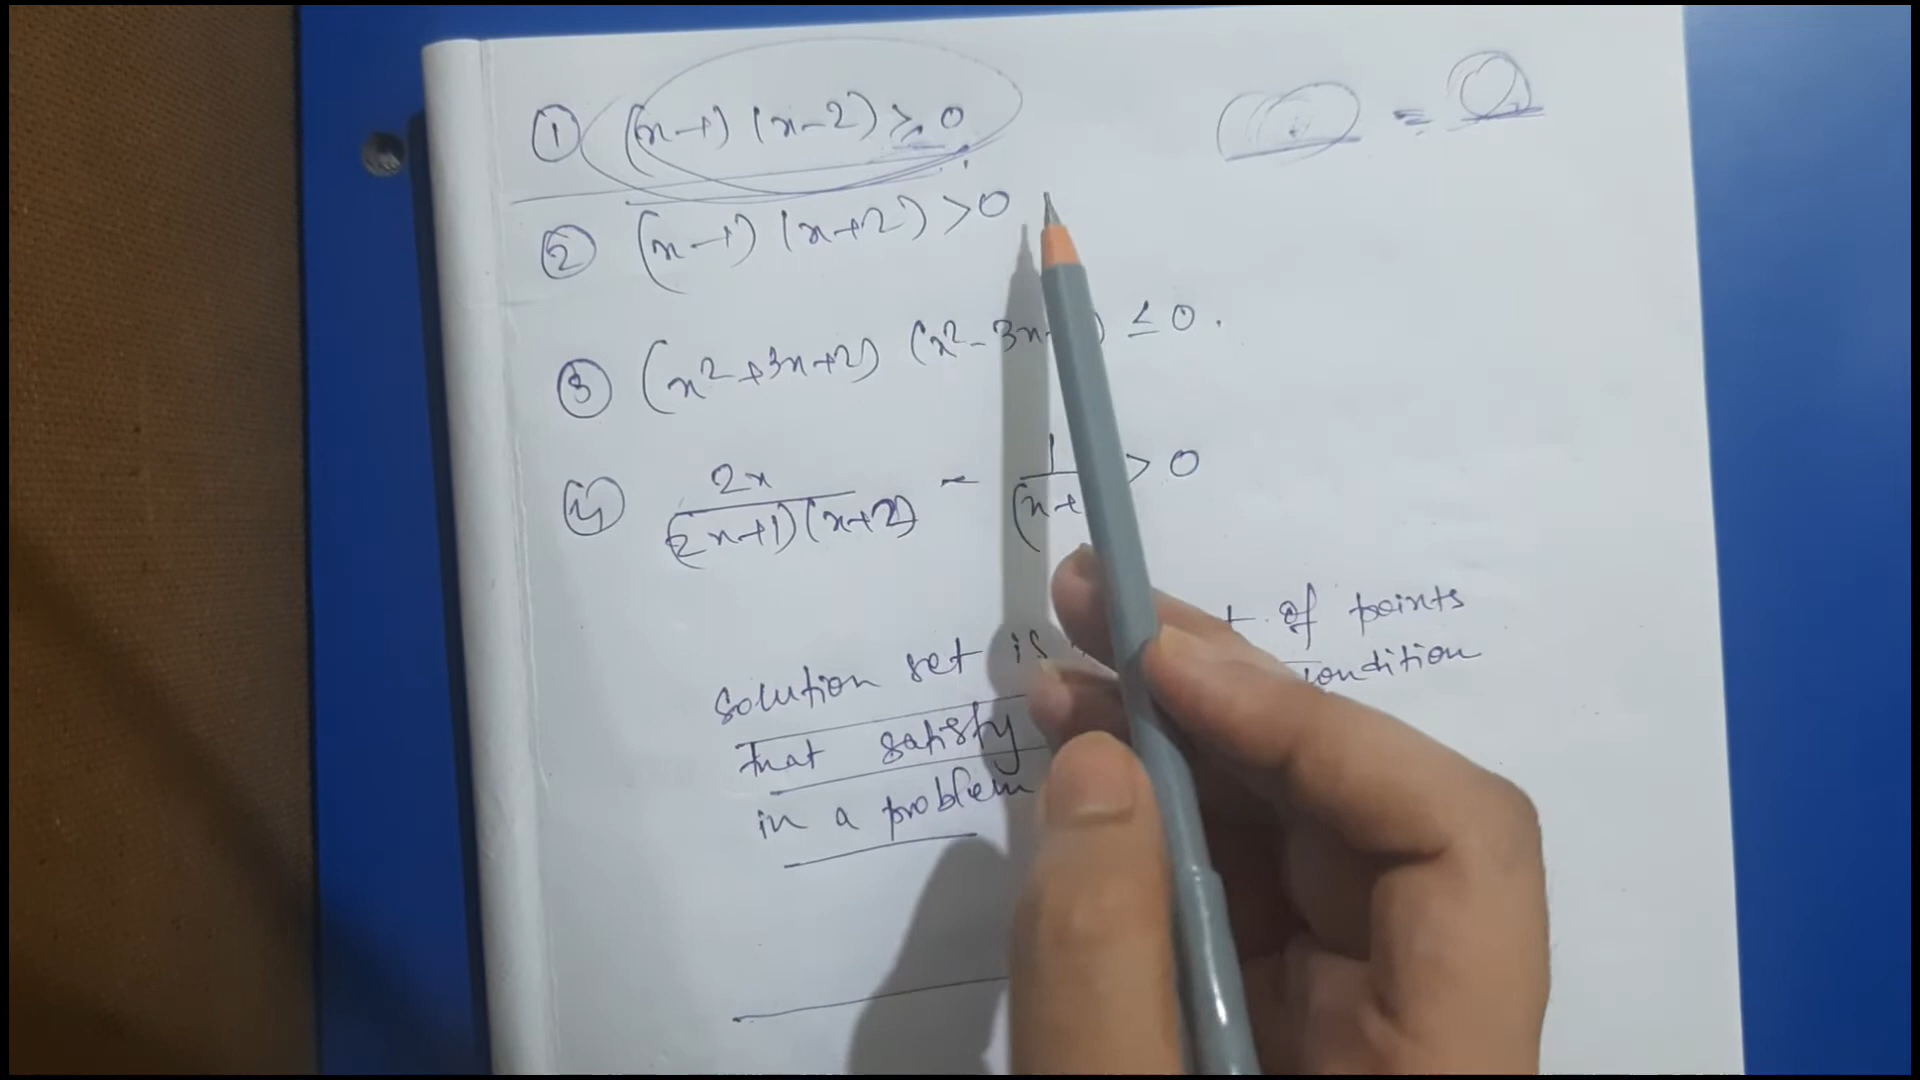 ① (x-1) (x-2) ≥ 0
② (x-1) (x+2) > 0
③ (x²+3x+2) (x²-3x ≤ 0.
④ 2x / (2x+1)(x+2) - 1 / (x+ > 0
=
solution set is of points
that satisfy condition
in a problem